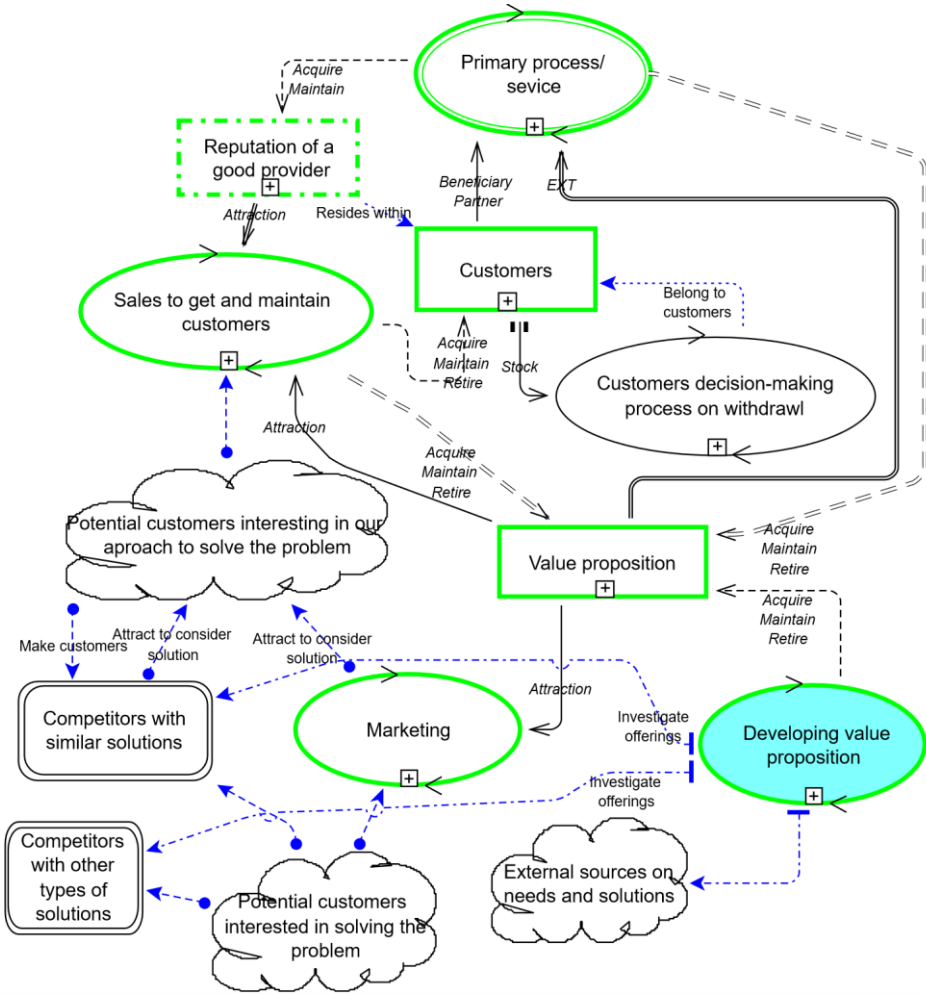 Primary process/
sevice
Acquire
Maintain
Reputation of a
good provider
Attraction
Resides within
Beneficiary
Partner
EXT
Customers
Sales to get and maintain
customers
Belong to
customers
Acquire
Maintain
Retire
Stock
Customers decision-making
process on withdrawl
Attraction
Acquire
Maintain
Retire
Potential customers interesting in our
aproach to solve the problem
Value proposition
Acquire
Maintain
Retire
Acquire
Maintain
Retire
Make customers
Attract to consider
solution
Attract to consider
solution
Attraction
Competitors with
similar solutions
Marketing
Investigate
offerings
Developing value
proposition
Investigate
offerings
Competitors
with other
types of
solutions
External sources on
needs and solutions
Potential customers
interested in solving the
problem